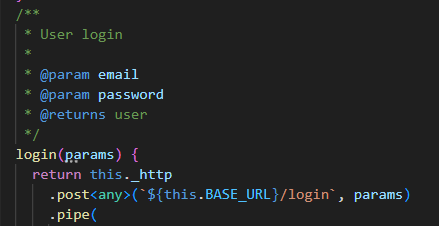 /**
* User login
*
* @param email
* @param password
* @returns user
*/
login(params) {
return this._http
.post<any>(`${this.BASE_URL}/login`, params)
.pipe(